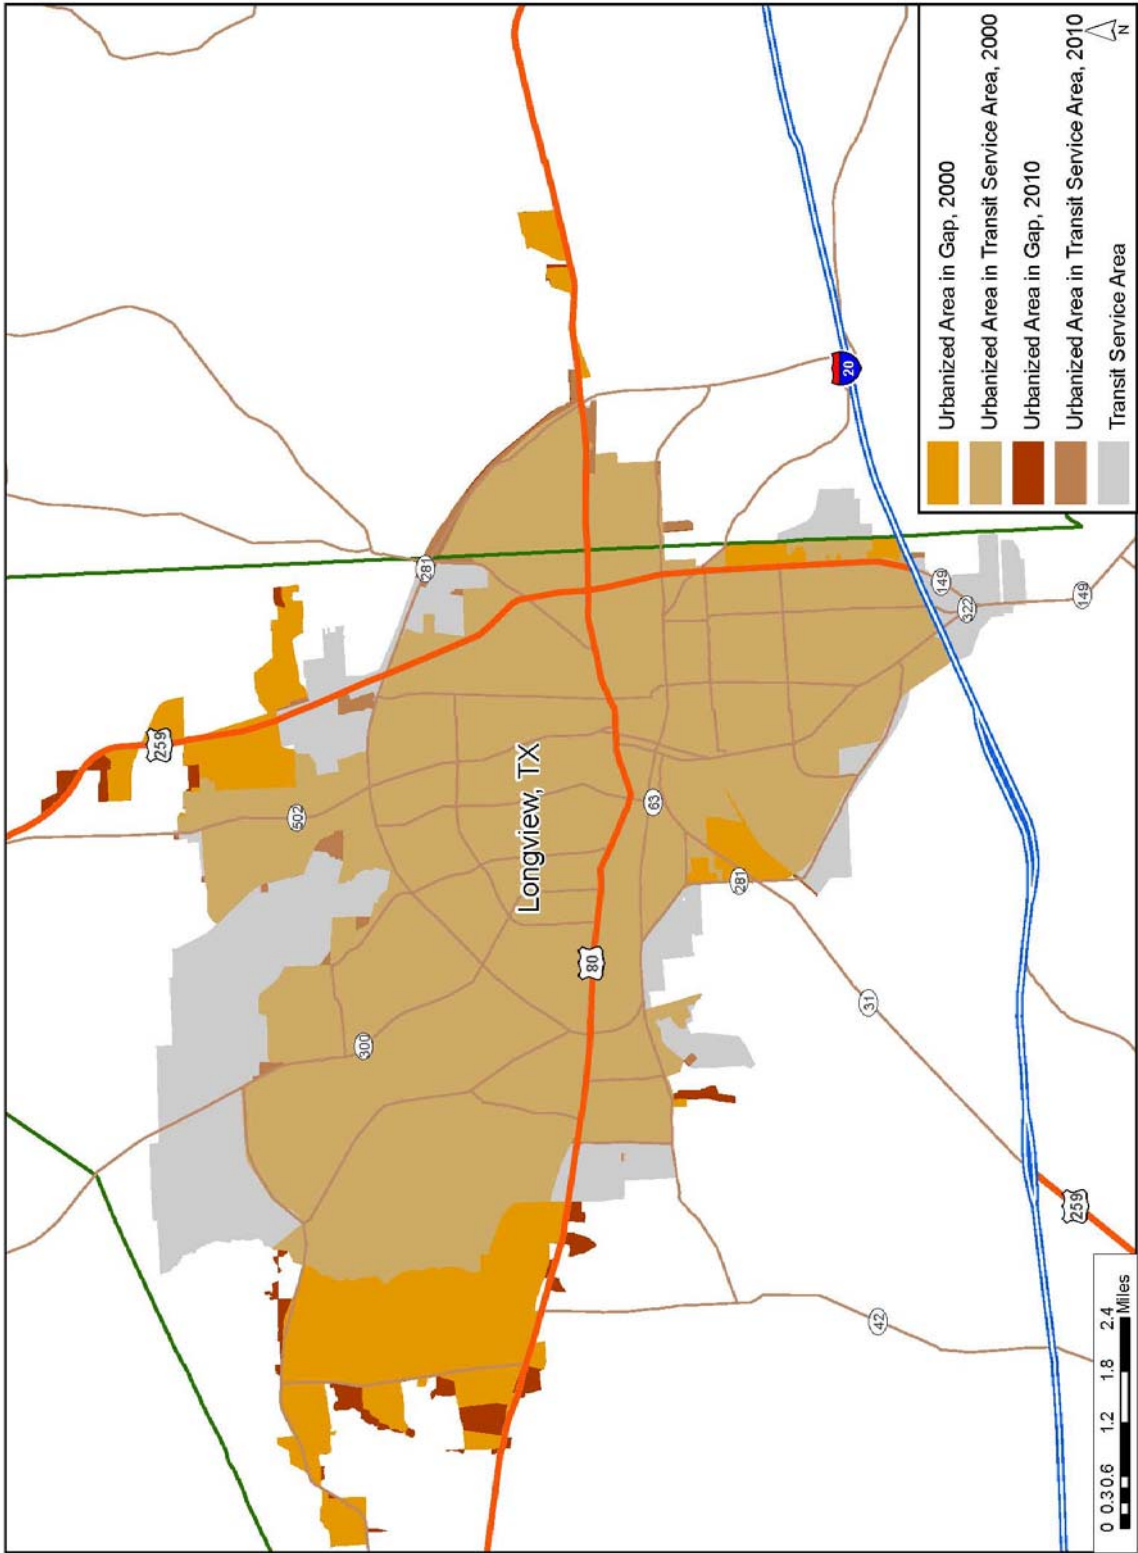 259
502
281
300
Longview, TX
80
63
281
20
31
149
322
149
42
259
0 0.3 0.6 1.2 1.8 2.4
Miles
Urbanized Area in Gap, 2000
Urbanized Area in Transit Service Area, 2000
Urbanized Area in Gap, 2010
Urbanized Area in Transit Service Area, 2010
Transit Service Area
N